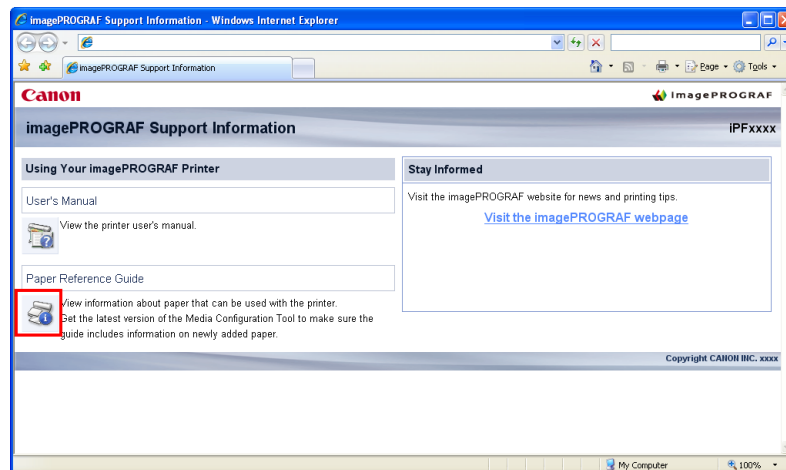 imagePROGRAF Support Information - Windows Internet Explorer
imagePROGRAF Support Information
Page
Tools
Canon
imagePROGRAF
imagePROGRAF Support Information
iPFxxxx
Using Your imagePROGRAF Printer
User's Manual
View the printer user's manual.
Paper Reference Guide
View information about paper that can be used with the printer.
Get the latest version of the Media Configuration Tool to make sure the
guide includes information on newly added paper.
Stay Informed
Visit the imagePROGRAF website for news and printing tips.
Visit the imagePROGRAF webpage
Copyright CANON INC. xxxx
My Computer
100%